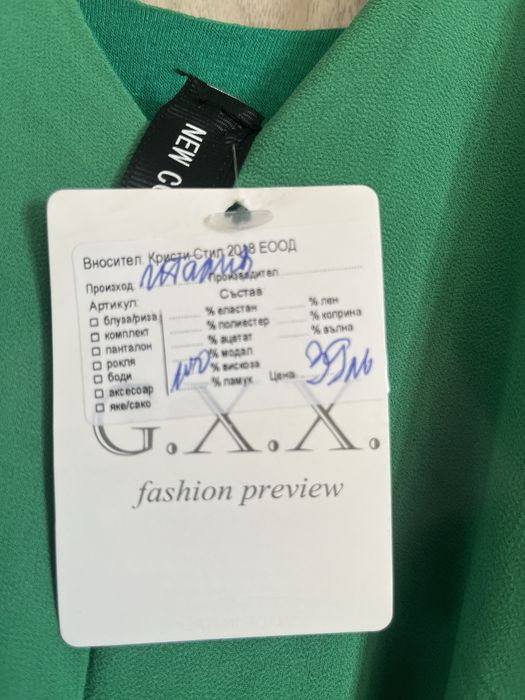 NEW CO
Вносител: Кристи Стил 2018 ЕООД
Произход: Италия Производител
Артикул: Състав
□ блуза/риза % еластан % лен
□ комплект % полиестер % коприна
□ панталон % ацетат % вълна
□ рокля % модал
□ боди 100 % вискоза
□ аксесоар % памук Цена: 39лв
□ яке/сако
G.X.X.
fashion preview